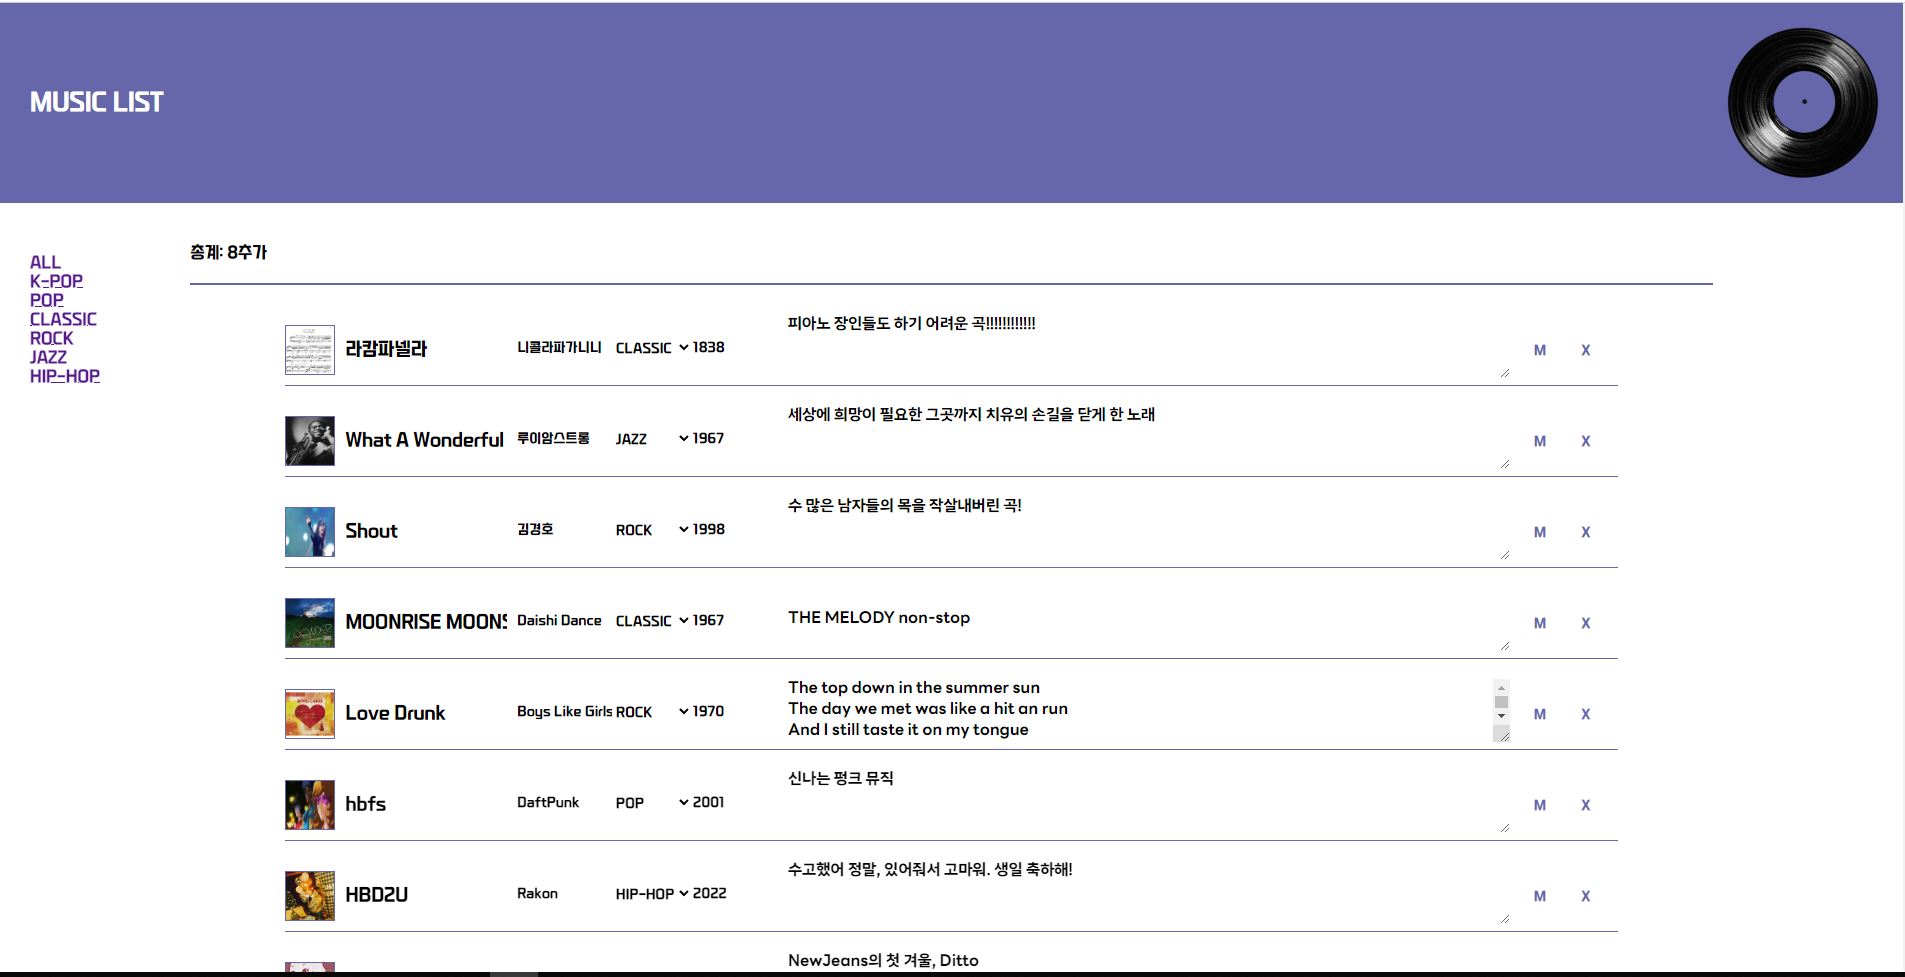 MUSIC LIST
ALL
K-POP
POP
CLASSIC
ROCK
JAZZ
HIP-HOP
총계: 8추가
라캄파넬라 니콜라파가니니 CLASSIC 1838 피아노 장인들도 하기 어려운 곡!!!!!!!!!!!! M X
What A Wonderful 루이암스트롱 JAZZ 1967 세상에 희망이 필요한 그곳까지 치유의 손길을 닫게 한 노래 M X
Shout 김경호 ROCK 1998 수 많은 남자들의 목을 작살내버린 곡! M X
MOONRISE MOONS Daishi Dance CLASSIC 1967 THE MELODY non-stop M X
Love Drunk Boys Like Girls ROCK 1970 The top down in the summer sun
The day we met was like a hit an run
And I still taste it on my tongue
M X
hbfs DaftPunk POP 2001 신나는 펑크 뮤직 M X
HBD2U Rakon HIP-HOP 2022 수고했어 정말, 있어줘서 고마워. 생일 축하해! M X
NewJeans의 첫 겨울, Ditto